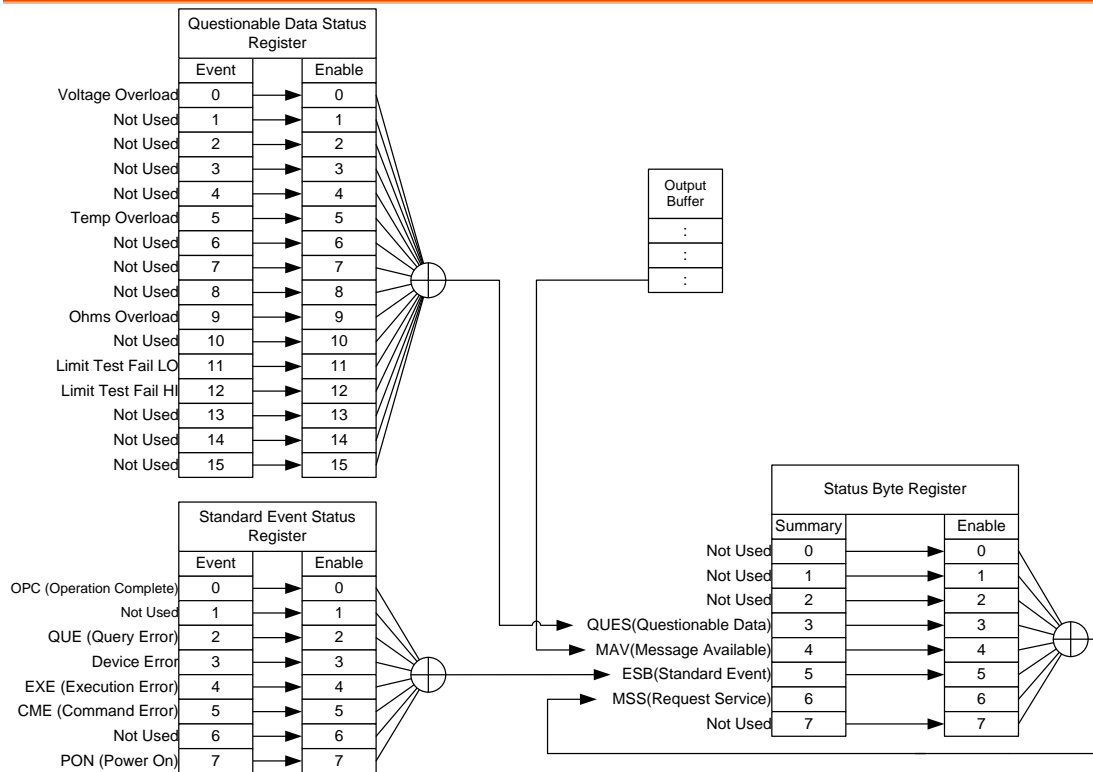 Questionable Data Status
Register
Event Enable
Voltage Overload 0 0
Not Used 1 1
Not Used 2 2
Not Used 3 3
Not Used 4 4
Temp Overload 5 5
Not Used 6 6
Not Used 7 7
Not Used 8 8
Ohms Overload 9 9
Not Used 10 10
Limit Test Fail LO 11 11
Limit Test Fail HI 12 12
Not Used 13 13
Not Used 14 14
Not Used 15 15
Output
Buffer
:
:
:
Standard Event Status
Register
Event Enable
OPC (Operation Complete) 0 0
Not Used 1 1
QUE (Query Error) 2 2
Device Error 3 3
EXE (Execution Error) 4 4
CME (Command Error) 5 5
Not Used 6 6
PON (Power On) 7 7
Status Byte Register
Summary Enable
Not Used 0 0
Not Used 1 1
Not Used 2 2
QUES(Questionable Data) 3 3
MAV(Message Available) 4 4
ESB(Standard Event) 5 5
MSS(Request Service) 6 6
Not Used 7 7